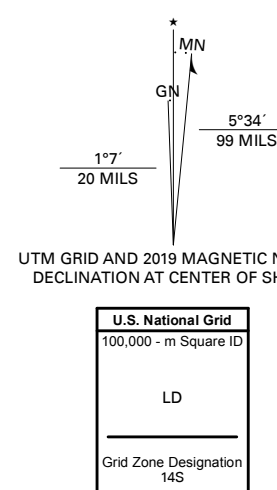 ★
MN
GN
5°34´
99 MILS
1°7´
20 MILS
UTM GRID AND 2019 MAGNETIC
DECLINATION AT CENTER OF
U.S. National Grid
100,000 - m Square ID
LD
Grid Zone Designation
14S